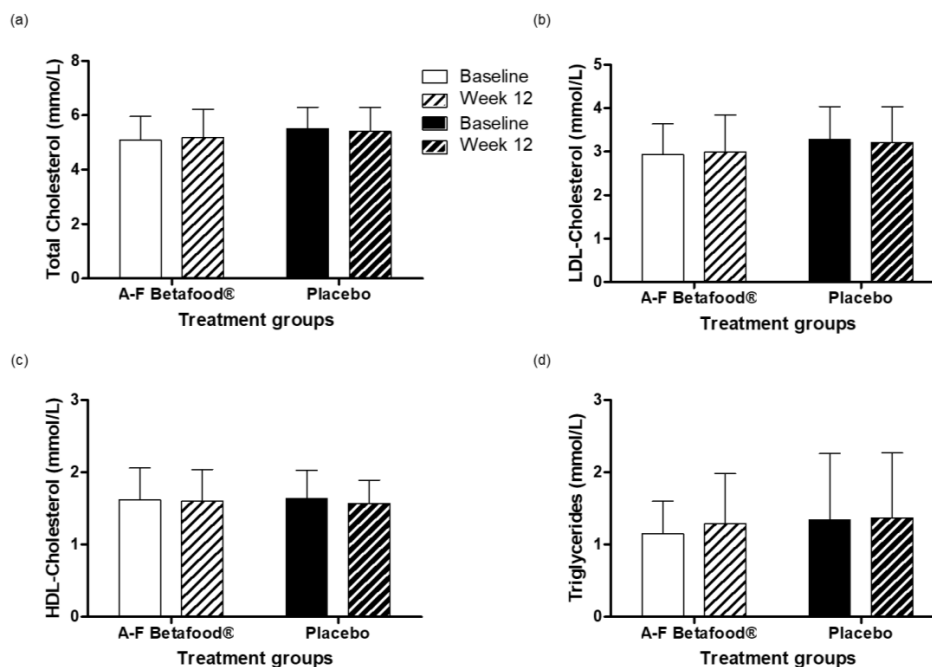 (a)
Total Cholesterol (mmo/L)
8
6
4
2
0
A-F Betafood®
Placebo
Treatment groups
Baseline
Week 12
Baseline
Week 12
(b)
LDL-Cholesterol (mmo/L)
5
4
3
2
1
0
A-F Betafood®
Placebo
Treatment groups
(c)
HDL-Cholesterol (mmol/L)
3
2
1
0
A-F Betafood®
Placebo
Treatment groups
(d)
Triglycerides (mmol/L)
3
2
1
0
A-F Betafood®
Placebo
Treatment groups